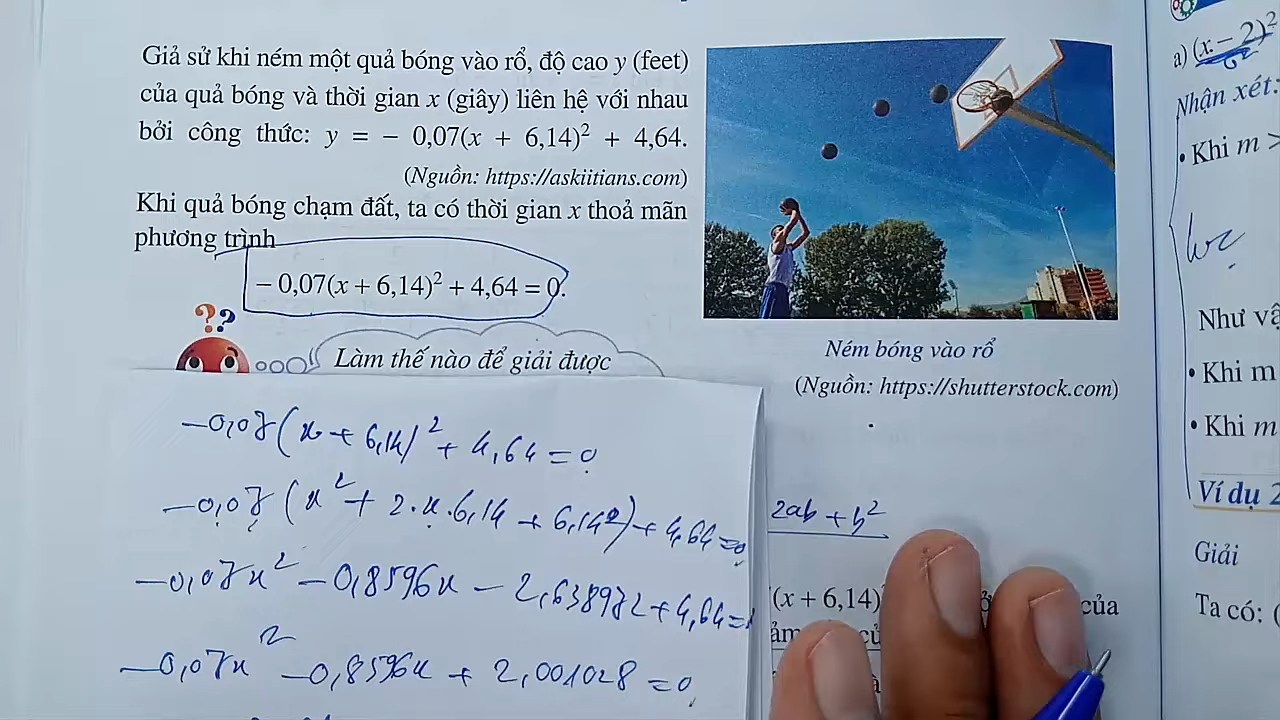 Giả sử khi ném một quả bóng vào rổ, độ cao y (feet)
của quả bóng và thời gian x (giây) liên hệ với nhau
bởi công thức: y = − 0,07(x + 6,14)² + 4,64.
(Nguồn: https://askiitians.com)
Khi quả bóng chạm đất, ta có thời gian x thoả mãn
phương trình
− 0,07(x + 6,14)² + 4,64 = 0.
??
Làm thế nào để giải được
Ném bóng vào rổ
(Nguồn: https://shutterstock.com)
−0,07(x + 6,14)² + 4,64 = 0
−0,07(x² + 2.x.6,14 + 6,14²) + 4,64 = 0
−0,07x² − 0,8596x − 2,638972 + 4,64 =
−0,07x² − 0,8596x + 2,001028 = 0
2ab + b²
(x + 6,14)
của
a) (x − 2)²
Nhận xét:
• Khi m >
Như
• Khi m
• Khi m
Ví dụ 2
Giải
Ta có: (